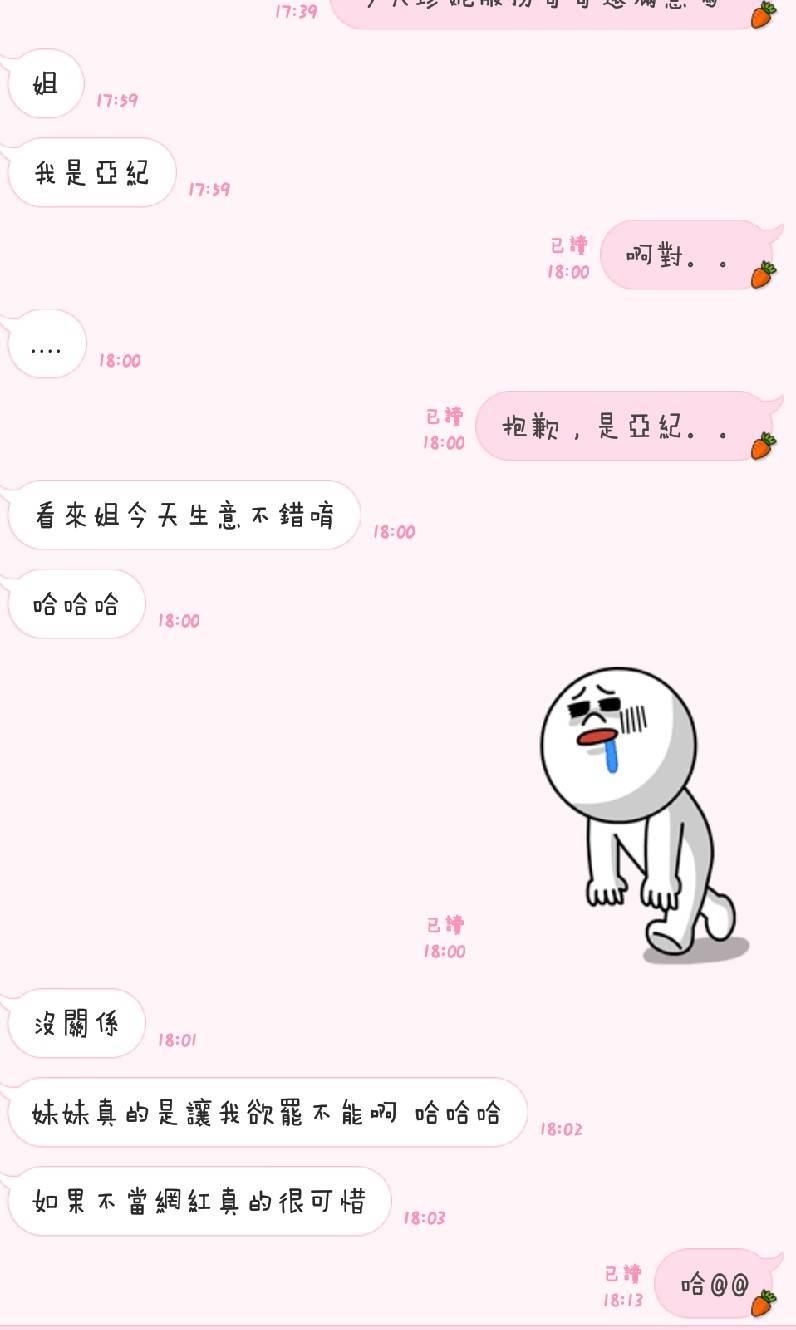 17:39
姐
17:59
我是亞紀
17:59
已讀
18:00
啊對。。
....
18:00
已讀
18:00
抱歉，是亞紀。。
看來姐今天生意不錯唷
18:00
哈哈哈
18:00
已讀
18:00
沒關係
18:01
妹妹真的是讓我欲罷不能啊 哈哈哈
18:02
如果不當網紅真的很可惜
18:03
已讀
18:13
哈@@